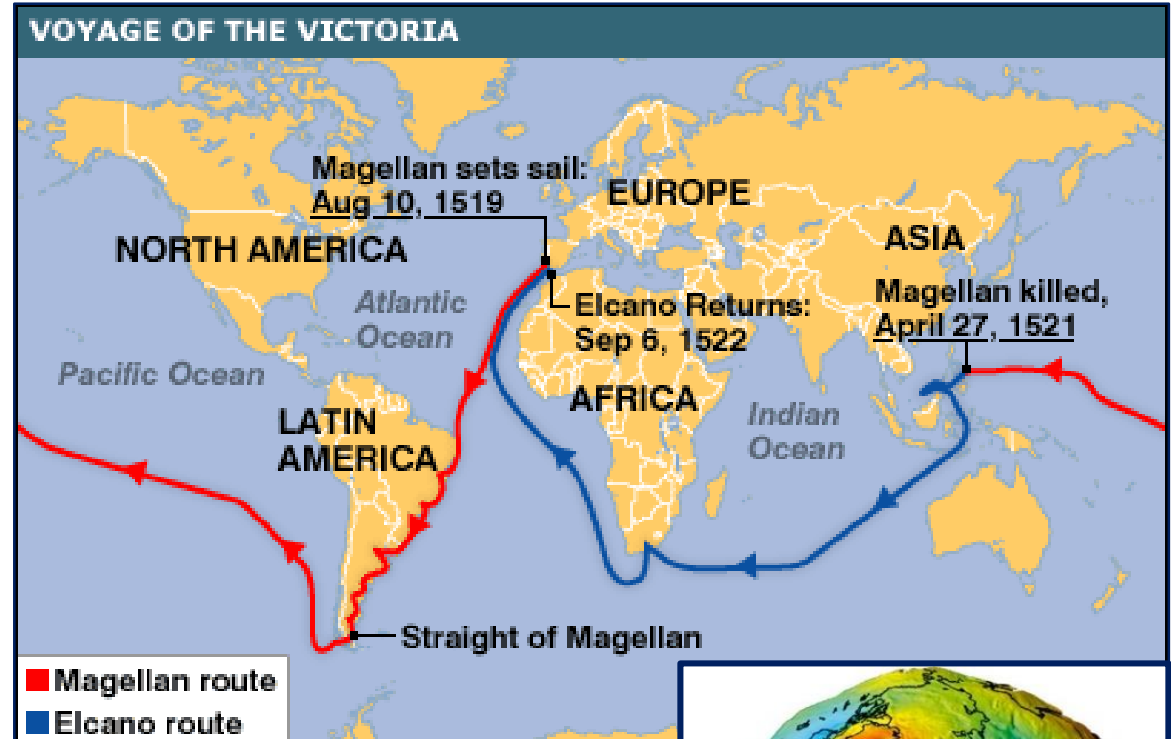 VOYAGE OF THE VICTORIA
Magellan sets sail:
Aug 10, 1519
EUROPE
NORTH AMERICA
ASIA
Atlantic
Ocean
Elcano Returns:
Sep 6, 1522
Magellan killed,
April 27, 1521
Pacific Ocean
AFRICA
LATIN
AMERICA
Indian
Ocean
Straight of Magellan
Magellan route
Elcano route